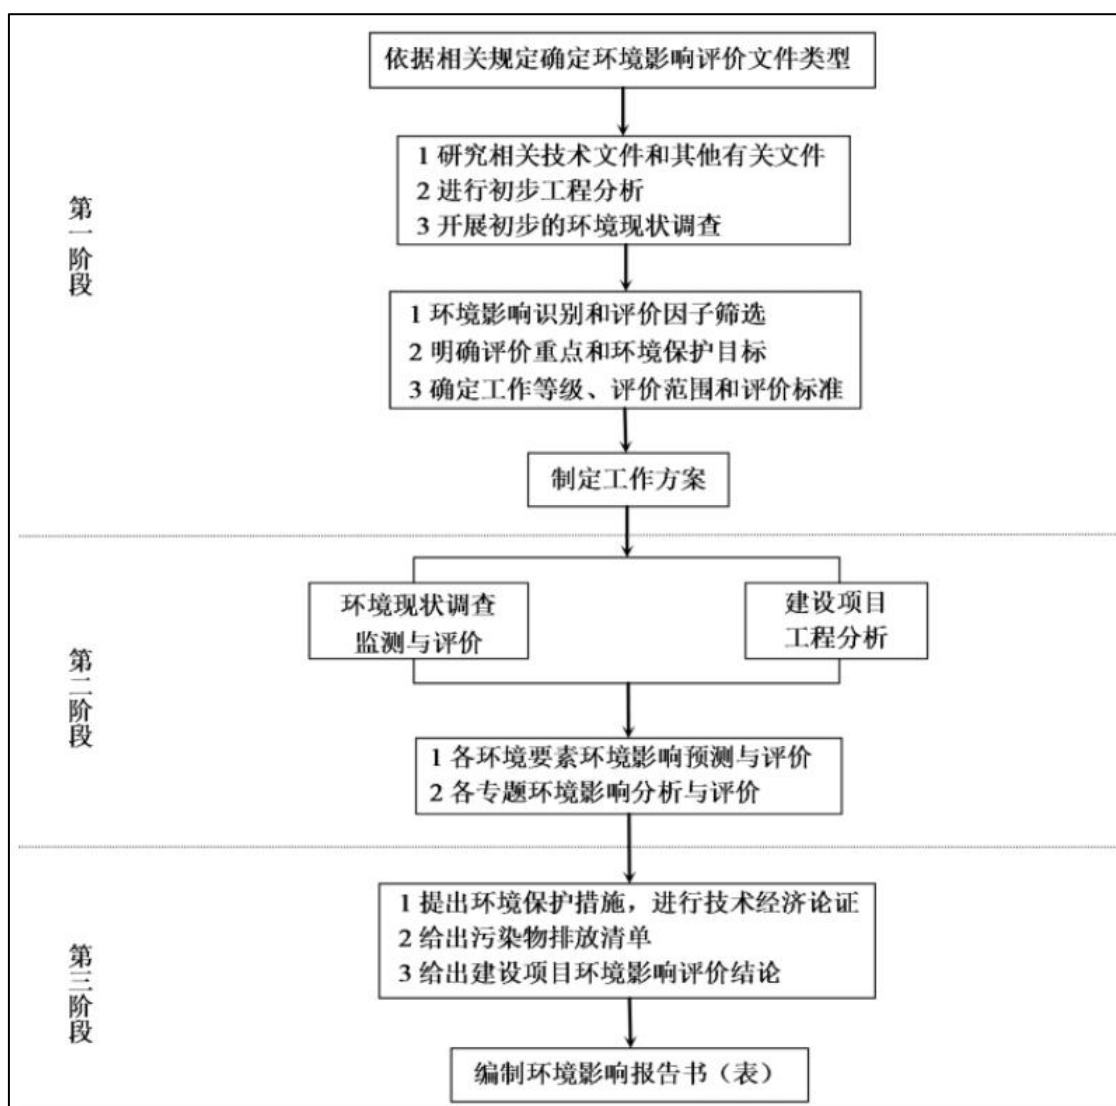 依据相关规定确定环境影响评价文件类型
第一阶段
1 研究相关技术文件和其他有关文件
2 进行初步工程分析
3 开展初步的环境现状调查
1 环境影响识别和评价因子筛选
2 明确评价重点和环境保护目标
3 确定工作等级、评价范围和评价标准
制定工作方案
第二阶段
环境现状调查
监测与评价
建设项目
工程分析
1 各环境要素环境影响预测与评价
2 各专题环境影响分析与评价
第三阶段
1 提出环境保护措施，进行技术经济论证
2 给出污染物排放清单
3 给出建设项目环境影响评价结论
编制环境影响报告书（表）